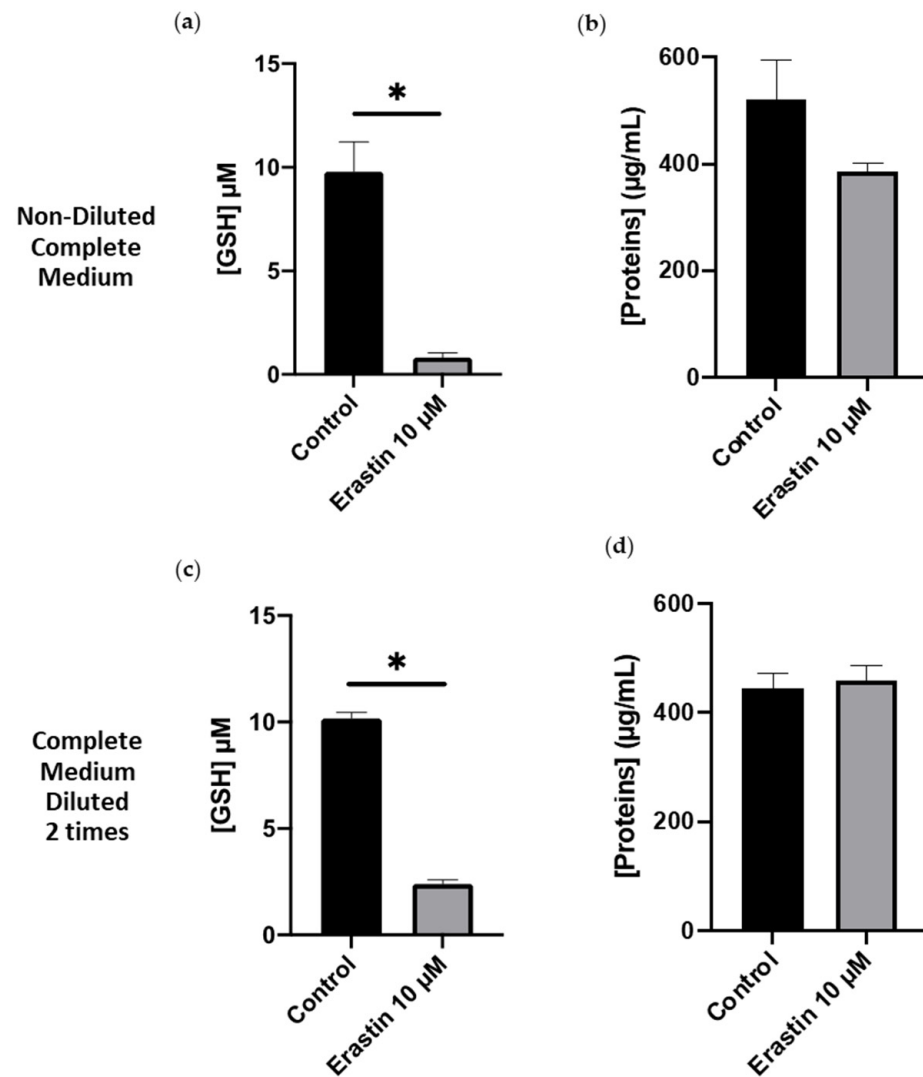 (a)
(b)
Non-Diluted
Complete
Medium
[GSH] µM
15
10
5
0
*
Control
Erastin 10 µM
[Proteins] (µg/mL)
600
400
200
0
Control
Erastin 10 µM
(c)
(d)
Complete
Medium
Diluted
2 times
[GSH] µM
15
10
5
0
*
Control
Erastin 10 µM
[Proteins] (µg/mL)
600
400
200
0
Control
Erastin 10 µM